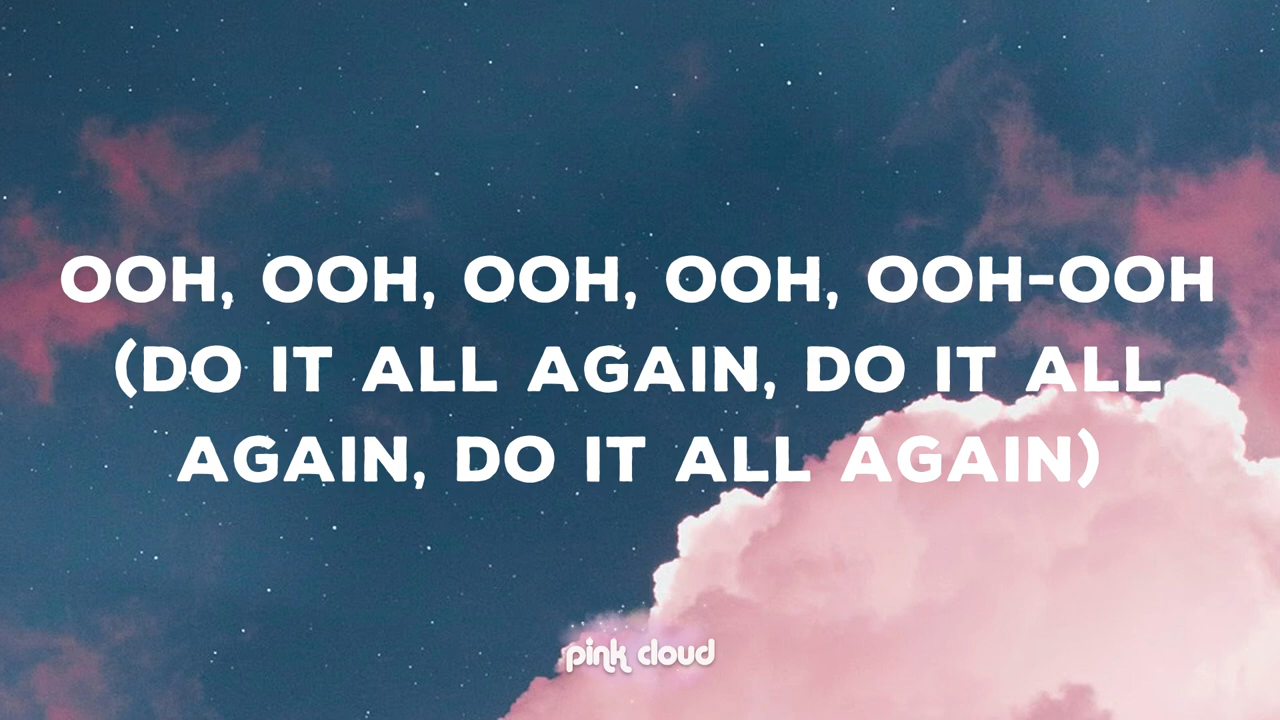 OOH, OOH, OOH, OOH, OOH-OOH
(DO IT ALL AGAIN, DO IT ALL
AGAIN, DO IT ALL AGAIN)
pink cloud